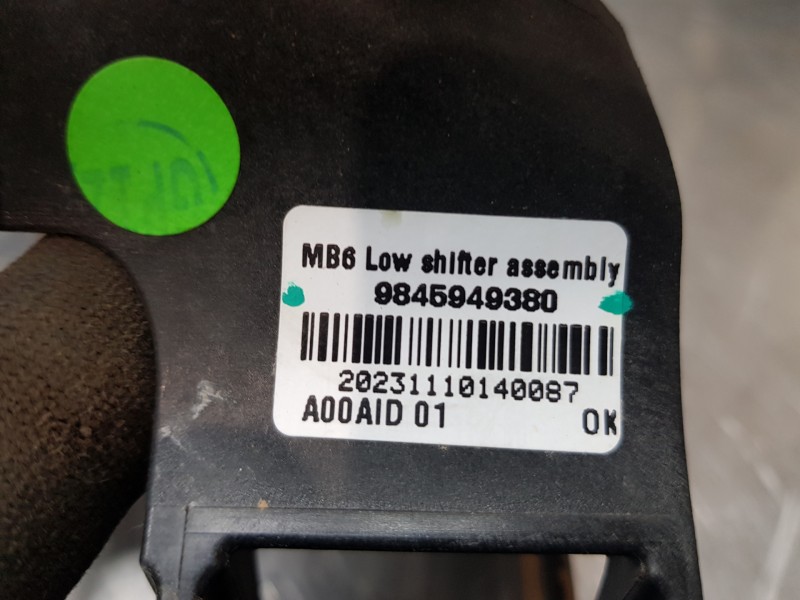 MB6 Low shifter assembly
9845949380
20231110140087
A00AID 01 OK